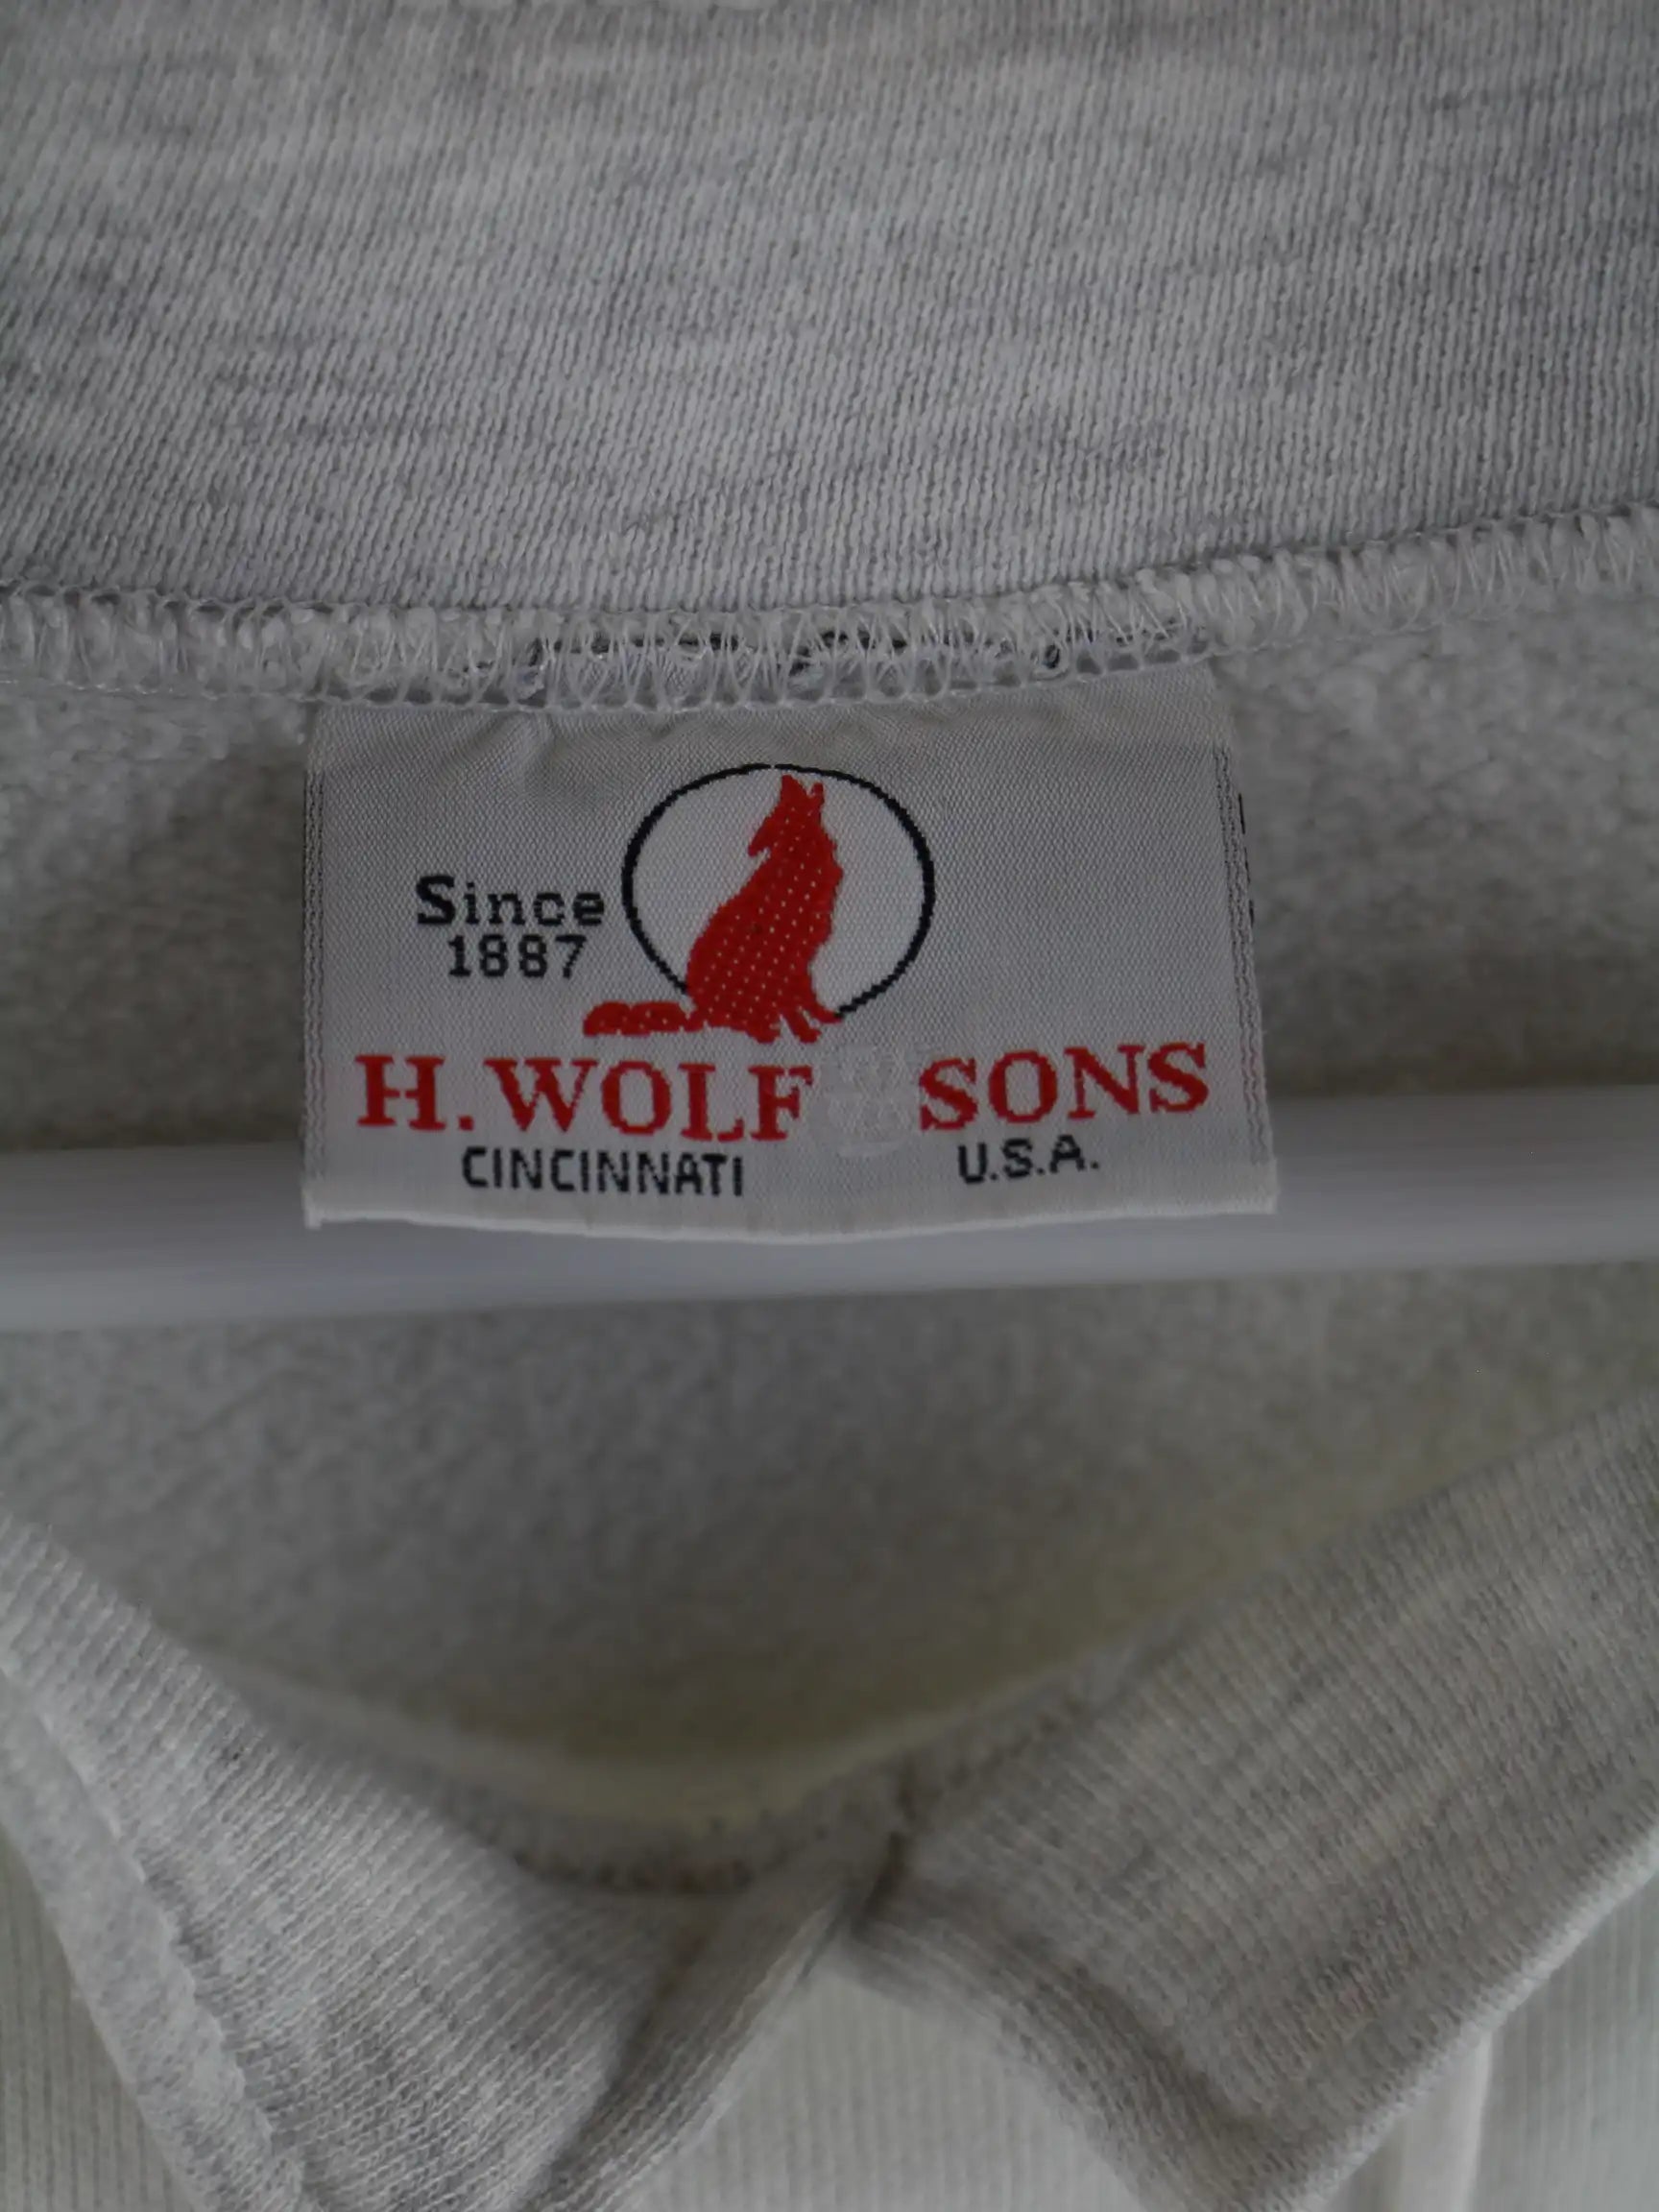 Since
1887
H. WOLF SONS
CINCINNATI U.S.A.